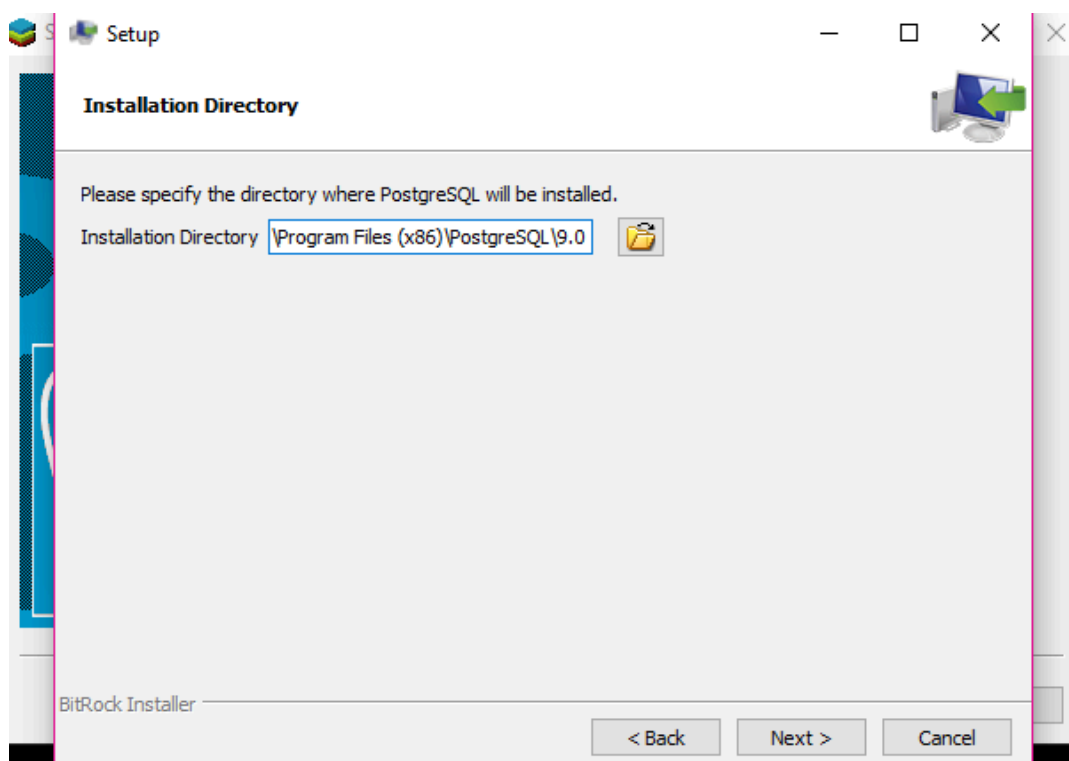 S
Setup
Installation Directory
Please specify the directory where PostgreSQL will be installed.
Installation Directory \Program Files (x86)\PostgreSQL\9.0
BitRock Installer
< Back Next > Cancel